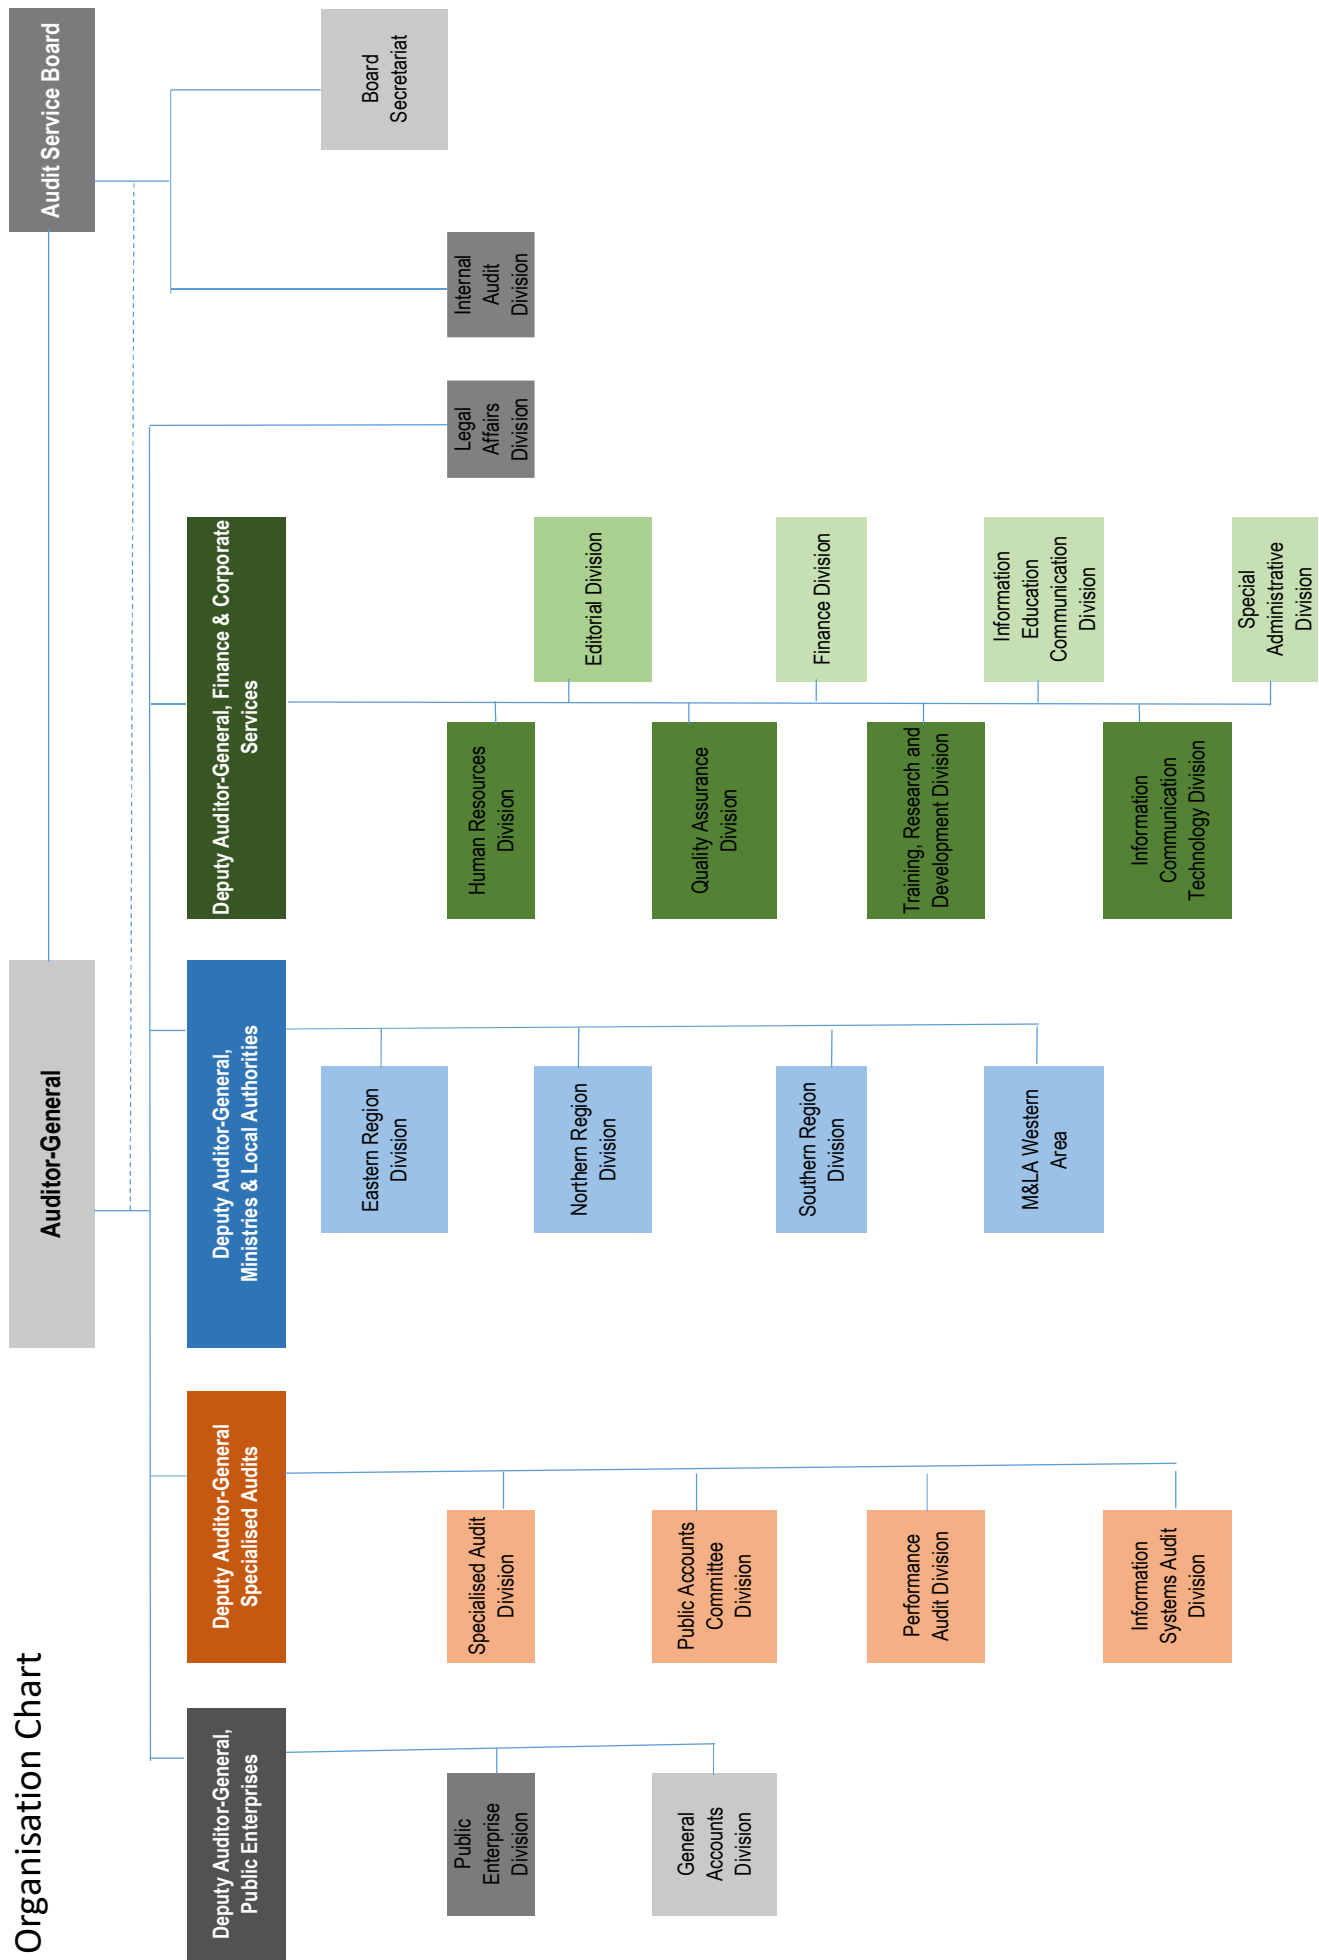 Organisation Chart
Auditor-General
Audit Service Board
Board
Secretariat
Internal
Audit
Division
Legal
Affairs
Division
Deputy Auditor-General,
Public Enterprises
Public
Enterprise
Division
General
Accounts
Division
Deputy Auditor-General
Specialised Audits
Specialised Audit
Division
Public Accounts
Committee
Division
Performance
Audit Division
Information
Systems Audit
Division
Deputy Auditor-General,
Ministries & Local Authorities
Eastern Region
Division
Northern Region
Division
Southern Region
Division
M&LA Western
Area
Deputy Auditor-General, Finance & Corporate
Services
Human Resources
Division
Editorial Division
Quality Assurance
Division
Finance Division
Training, Research and
Development Division
Information
Education
Communication
Division
Information
Communication
Technology Division
Special
Administrative
Division